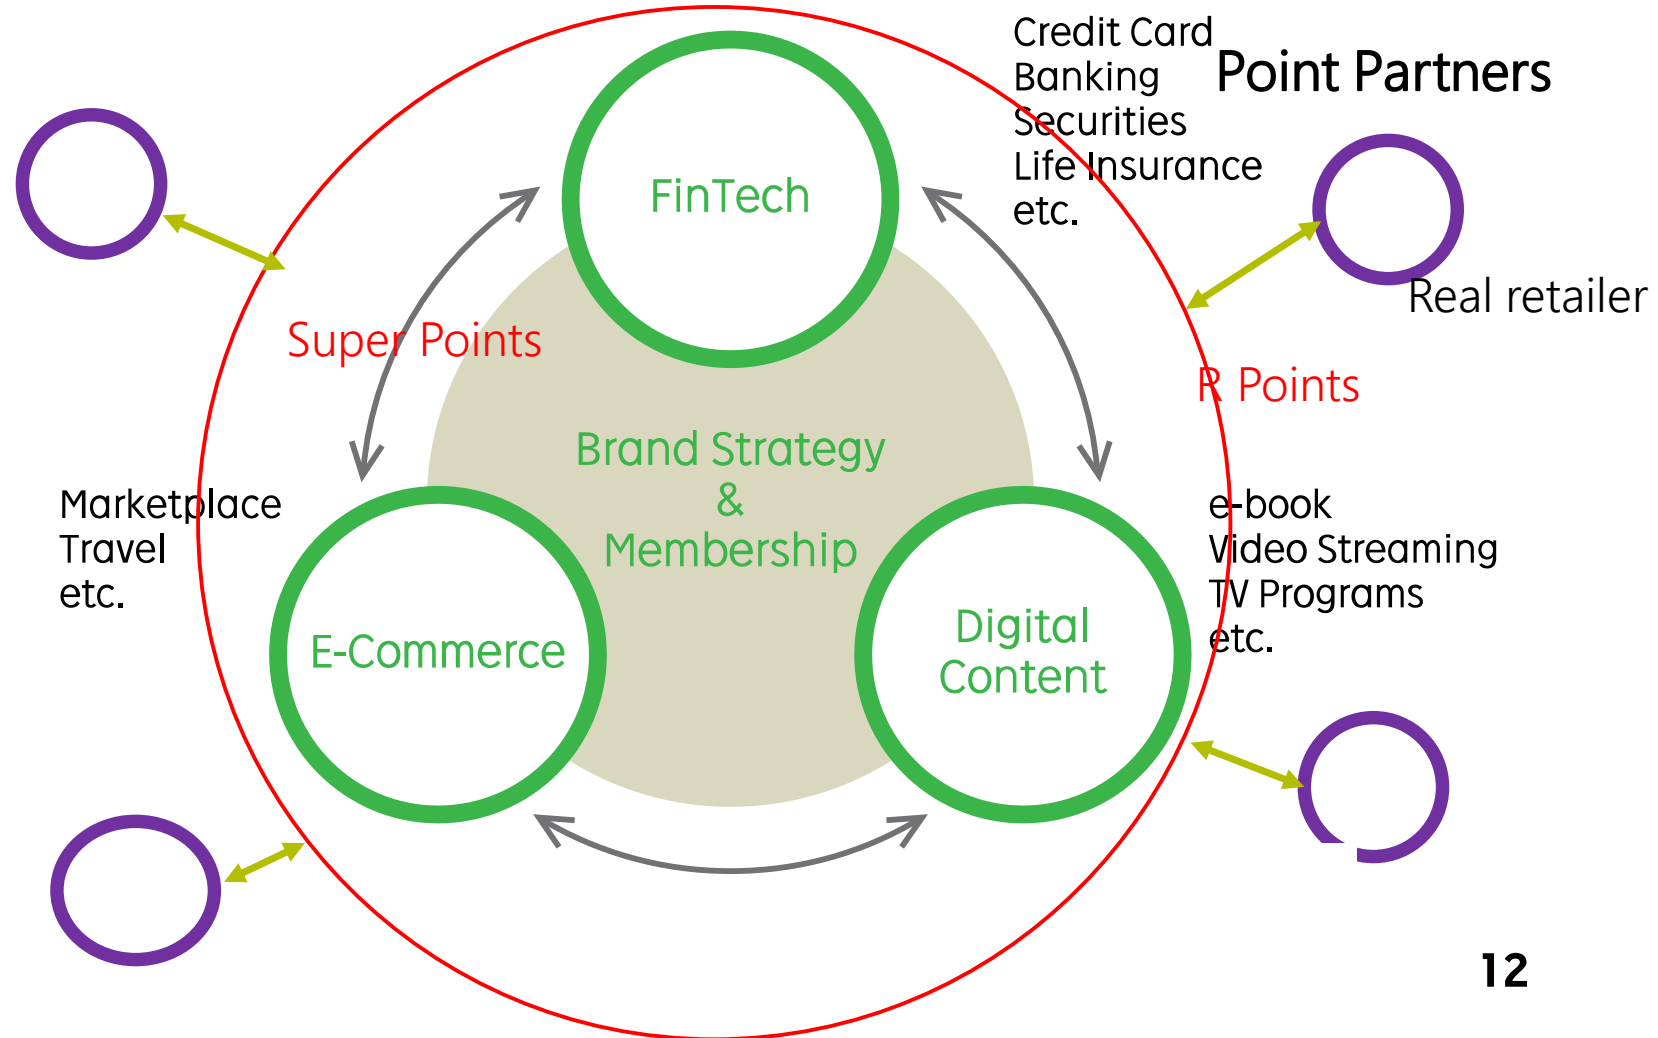 Credit Card
Banking
Securities
Life Insurance
etc.
Point Partners
FinTech
Real retailer
Super Points
R Points
Brand Strategy
&
Membership
Marketplace
Travel
etc.
e-book
Video Streaming
TV Programs
etc.
E-Commerce
Digital
Content
12